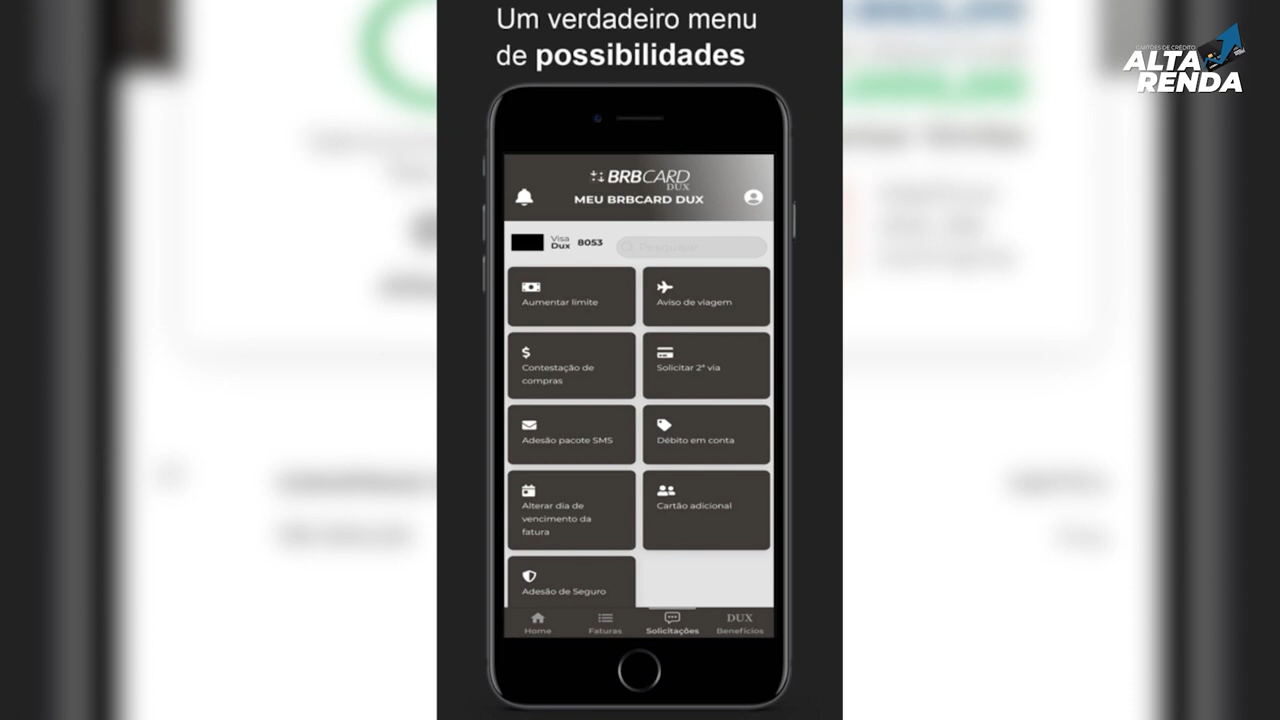 Um verdadeiro menu
de possibilidades
CARTÕES DE CRÉDITO
ALTA
RENDA
BRBCARD
DUX
MEU BRBCARD DUX
Visa
Dux
8053
Pesquisar
Aumentar limite
Aviso de viagem
Contestação de
compras
Solicitar 2ª via
Adesão pacote SMS
Débito em conta
Alterar dia de
vencimento da
fatura
Cartão adicional
Adesão de Seguro
Home
Faturas
Solicitações
DUX
Benefícios